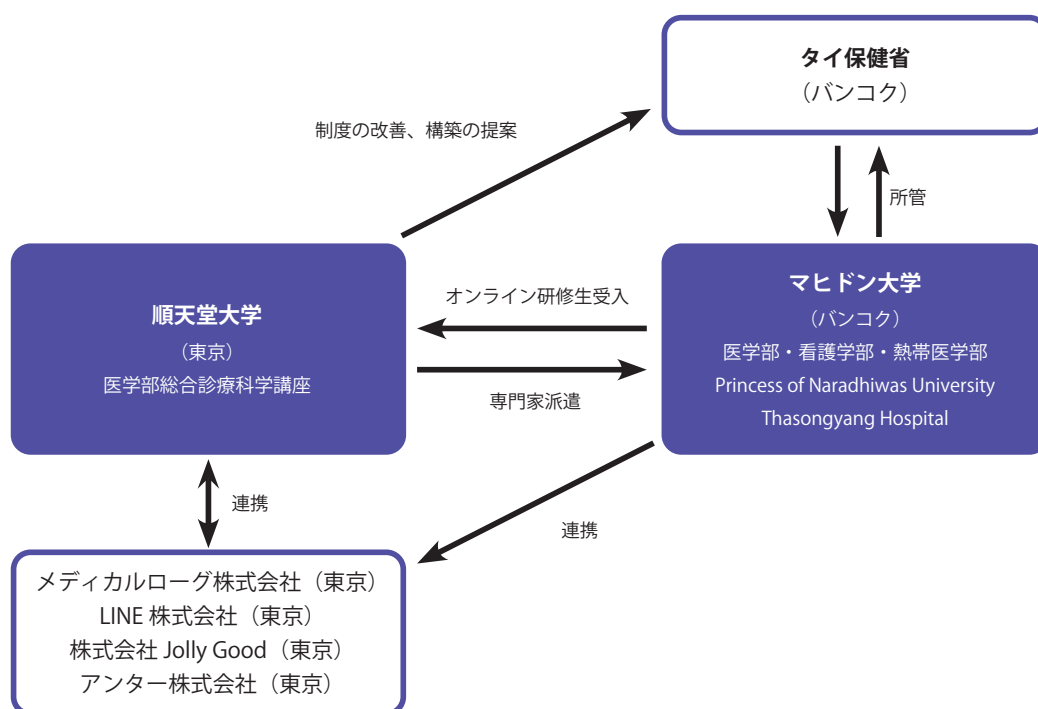 タイ保健省
（バンコク）
制度の改善、構築の提案
所管
順天堂大学
（東京）
医学部総合診療科学講座
オンライン研修生受入
専門家派遣
マヒドン大学
（バンコク）
医学部・看護学部・熱帯医学部
Princess of Naradhiwas University
Thasongyang Hospital
連携
連携
メディカルローグ株式会社（東京）
LINE 株式会社（東京）
株式会社 Jolly Good（東京）
アンター株式会社（東京）